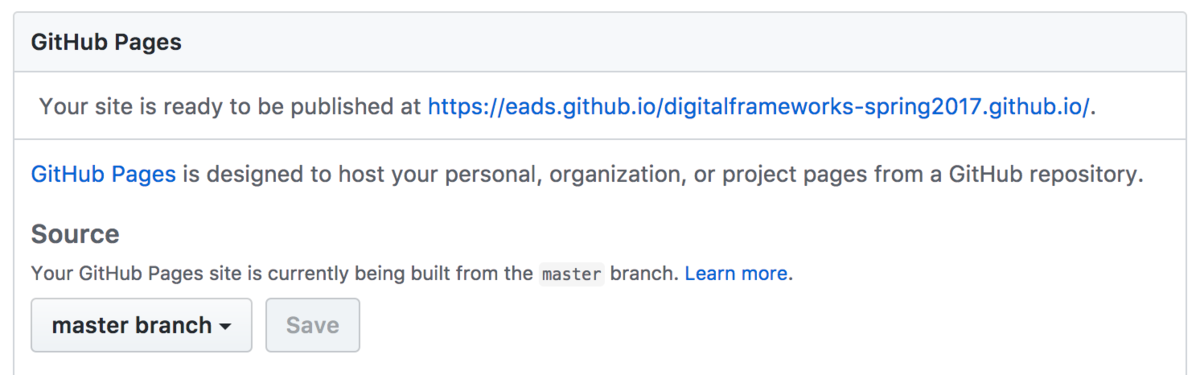 GitHub Pages
Your site is ready to be published at https://eads.github.io/digitalframeworks-spring2017.github.io/.
GitHub Pages is designed to host your personal, organization, or project pages from a GitHub repository.
Source
Your GitHub Pages site is currently being built from the master branch. Learn more.
master branch Save